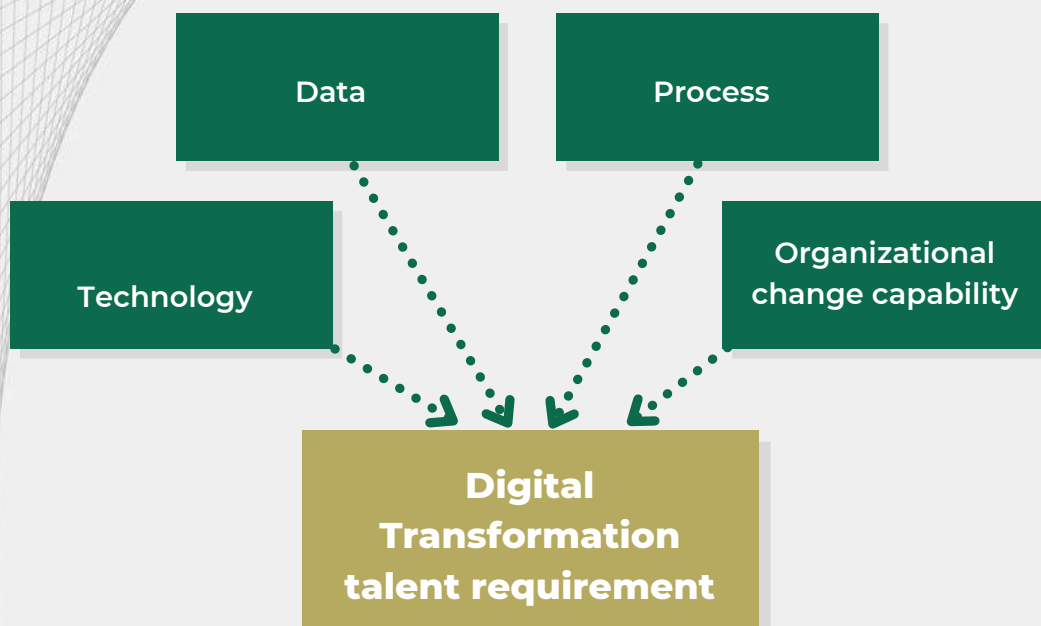 Data
Process
Technology
Organizational
change capability
Digital
Transformation
talent requirement